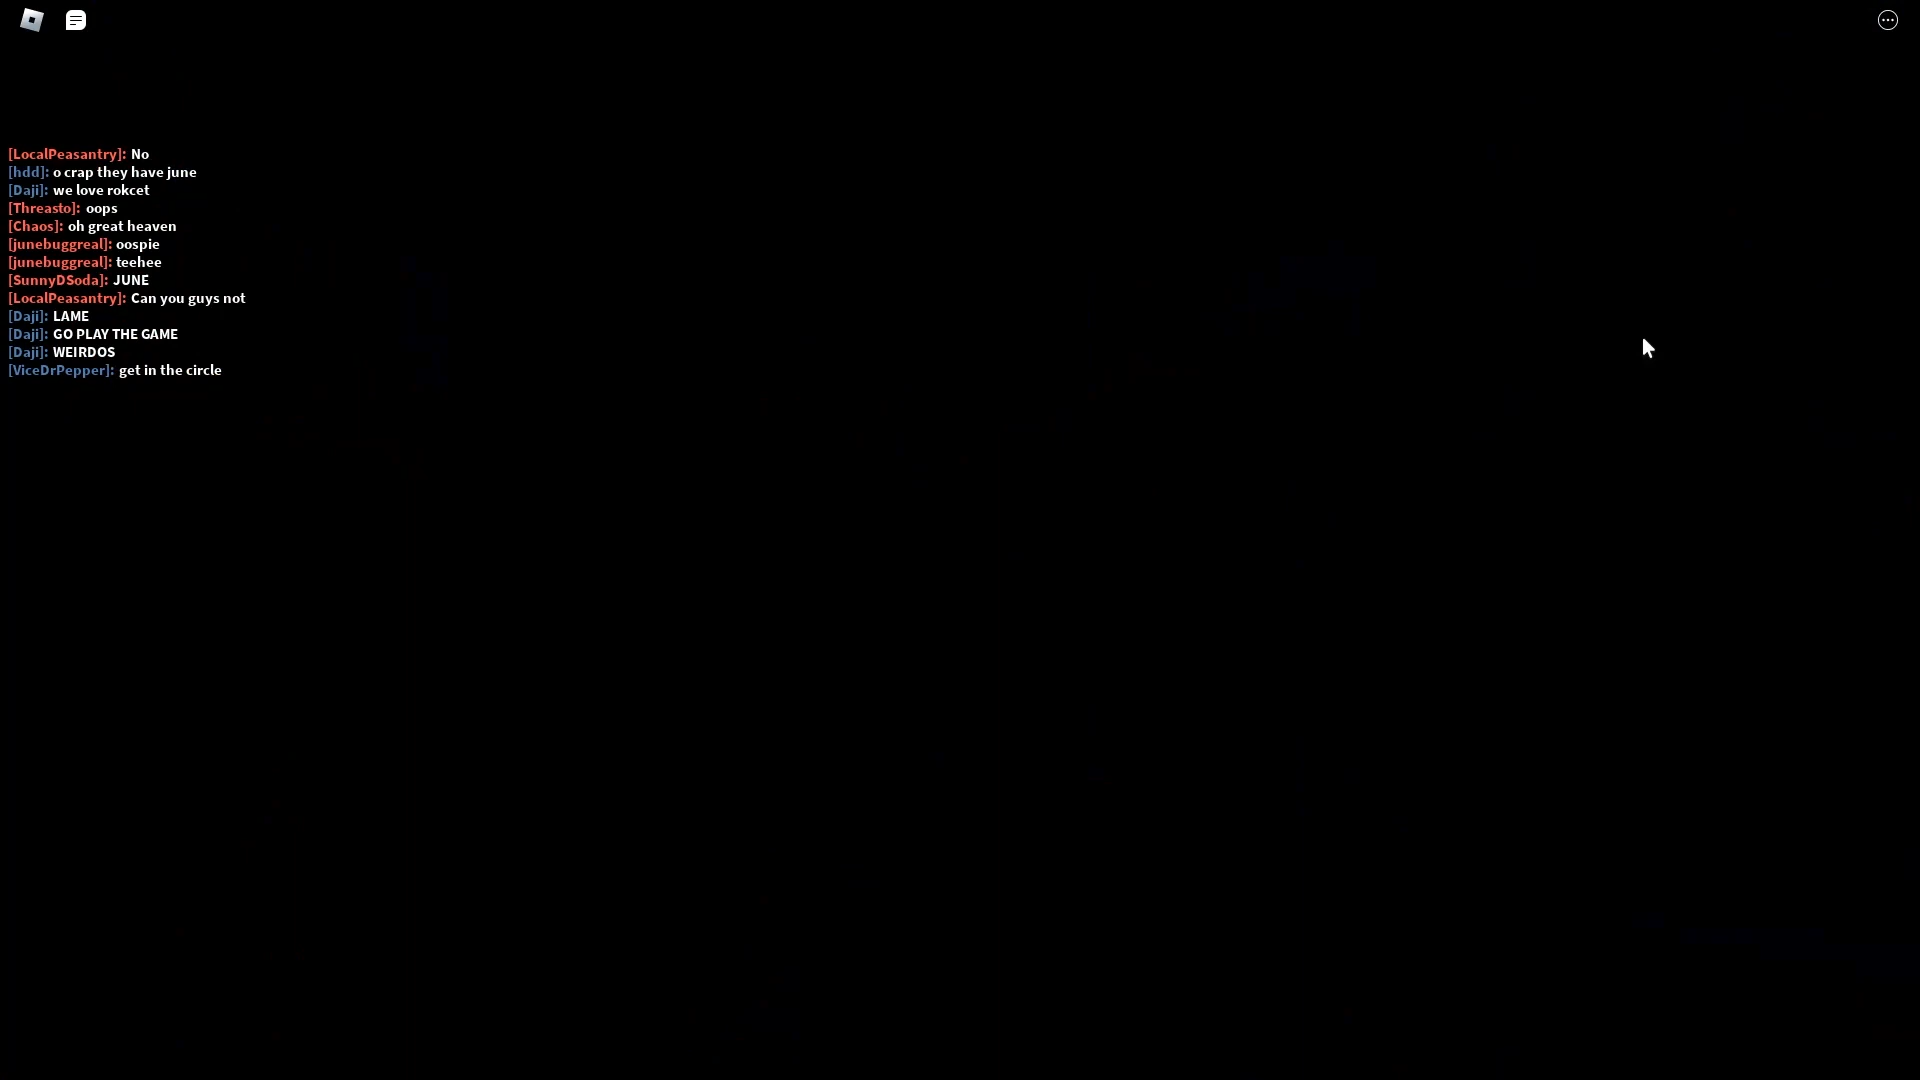 [LocalPeasantry]: No
[hdd]: o crap they have june
[Daji]: we love rokcet
[Threasto]: oops
[Chaos]: oh great heaven
[junebuggreal]: oospie
[junebuggreal]: teehee
[SunnyDSoda]: JUNE
[LocalPeasantry]: Can you guys not
[Daji]: LAME
[Daji]: GO PLAY THE GAME
[Daji]: WEIRDOS
[ViceDrPepper]: get in the circle